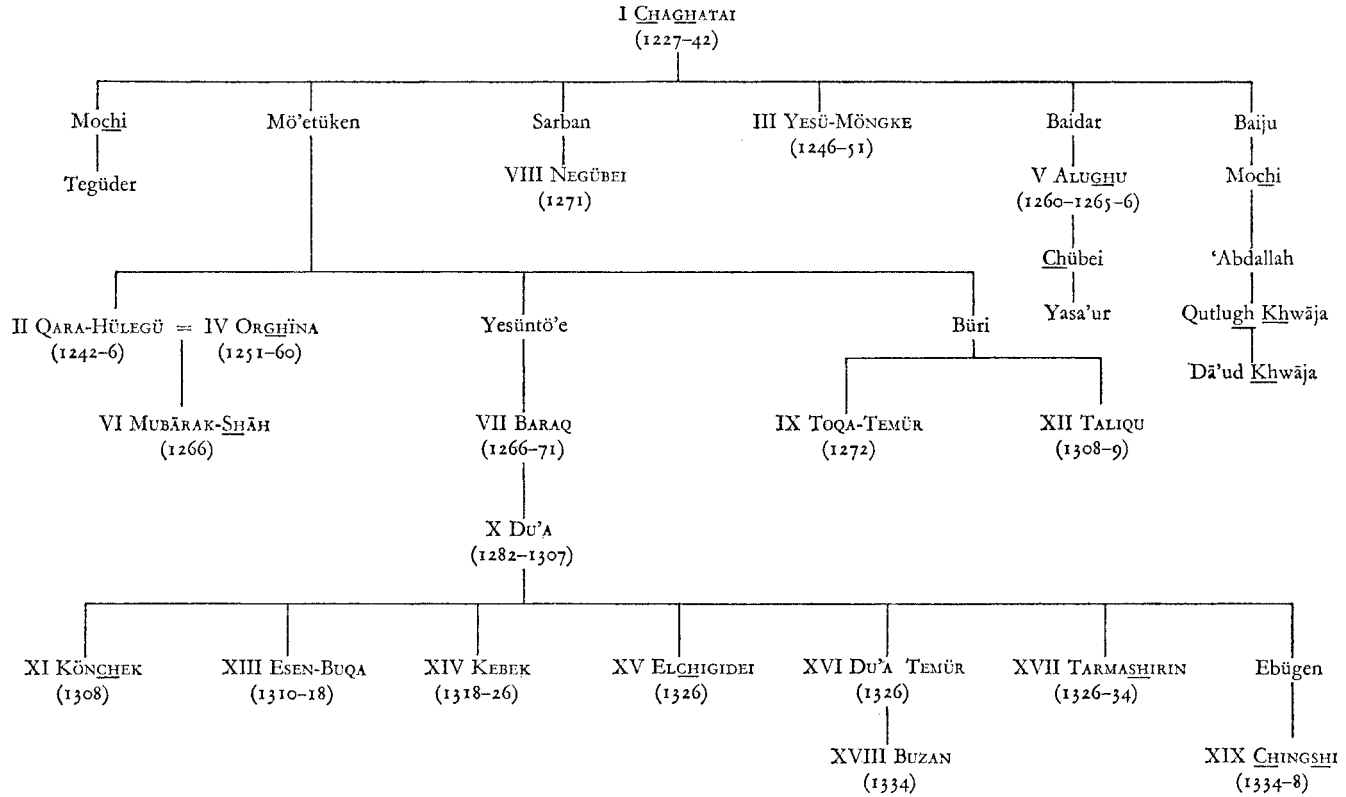 I CHAGHATAI
(1227–42)
Mochi
Mö’etüken
Sarban
III YESÜ-MÖNGKE
(1246–51)
Baidar
Baiju
Tegüder
VIII NEGÜBEI
(1271)
V ALUGHU
(1260–1265–6)
Mochi
Chübei
‘Abdallah
II QARA-HÜLEGÜ = IV ORGHÏNA
(1242–6) (1251–60)
Yesüntö’e
Büri
Yasa’ur
Qutlugh Khwāja
Dā’ud Khwāja
VI MUBĀRAK-SHĀH
(1266)
VII BARAQ
(1266–71)
IX TOQA-TEMÜR
(1272)
XII TALIQU
(1308–9)
X DU’A
(1282–1307)
XI KÖNCHEK
(1308)
XIII ESEN-BUQA
(1310–18)
XIV KEBEK
(1318–26)
XV ELCHIGIDEI
(1326)
XVI DU’A TEMÜR
(1326)
XVII TARMASHIRIN
(1326–34)
Ebügen
XVIII BUZAN
(1334)
XIX CHINGSHI
(1334–8)